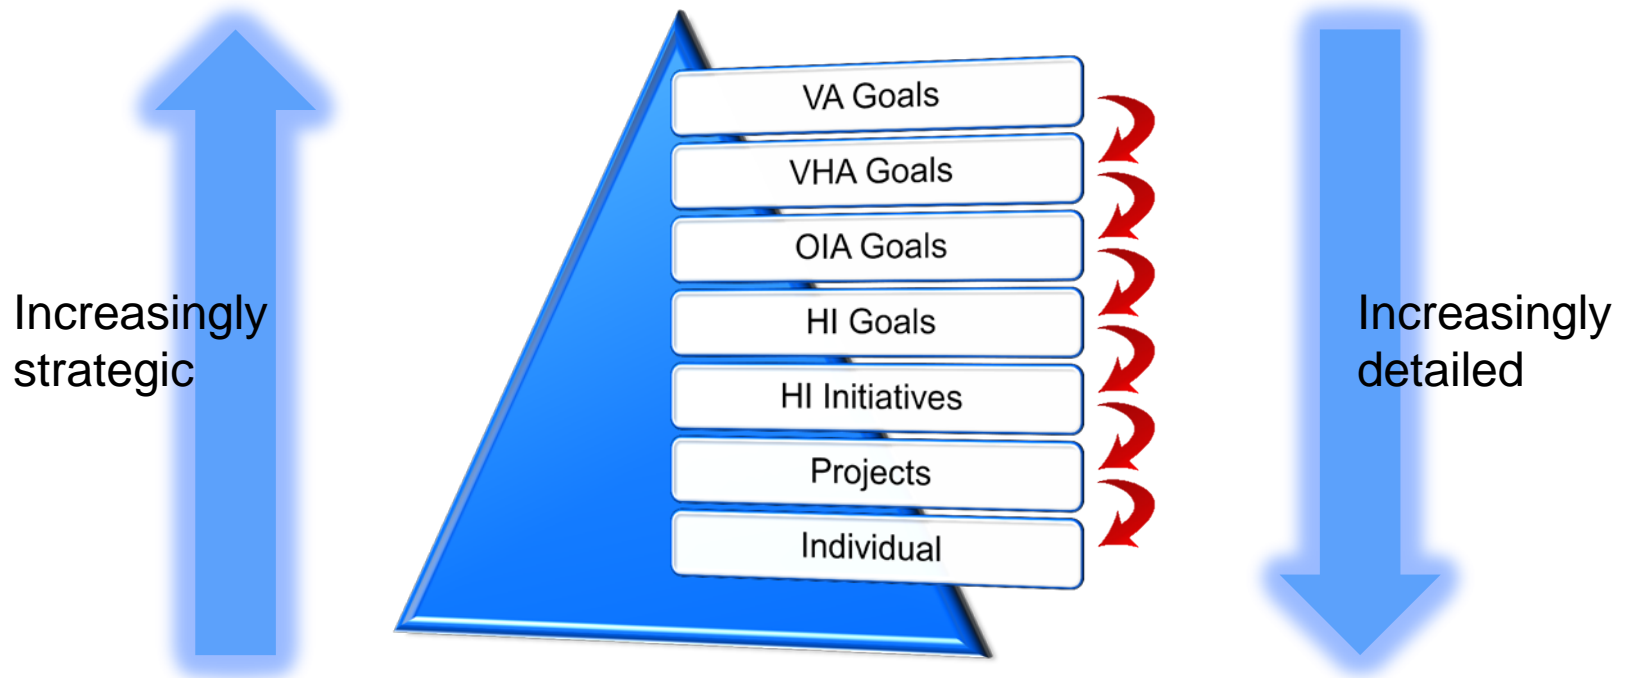 VA Goals
VHA Goals
OIA Goals
HI Goals
HI Initiatives
Projects
Individual
Increasingly
strategic
Increasingly
detailed